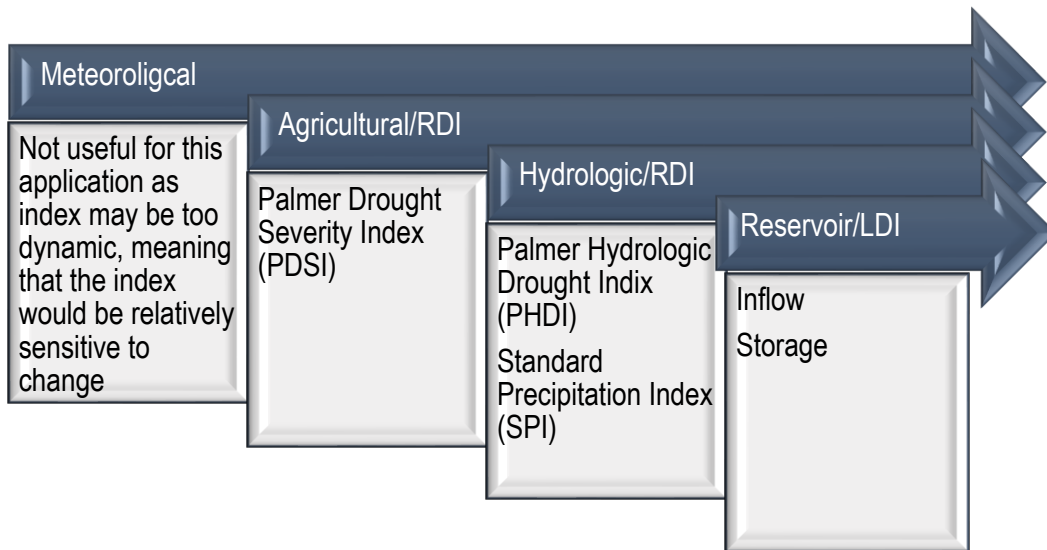 Meteoroligcal
Not useful for this
application as
index may be too
dynamic, meaning
that the index
would be relatively
sensitive to
change
Agricultural/RDI
Palmer Drought
Severity Index
(PDSI)
Hydrologic/RDI
Palmer Hydrologic
Drought Indix
(PHDI)
Standard
Precipitation Index
(SPI)
Reservoir/LDI
Inflow
Storage